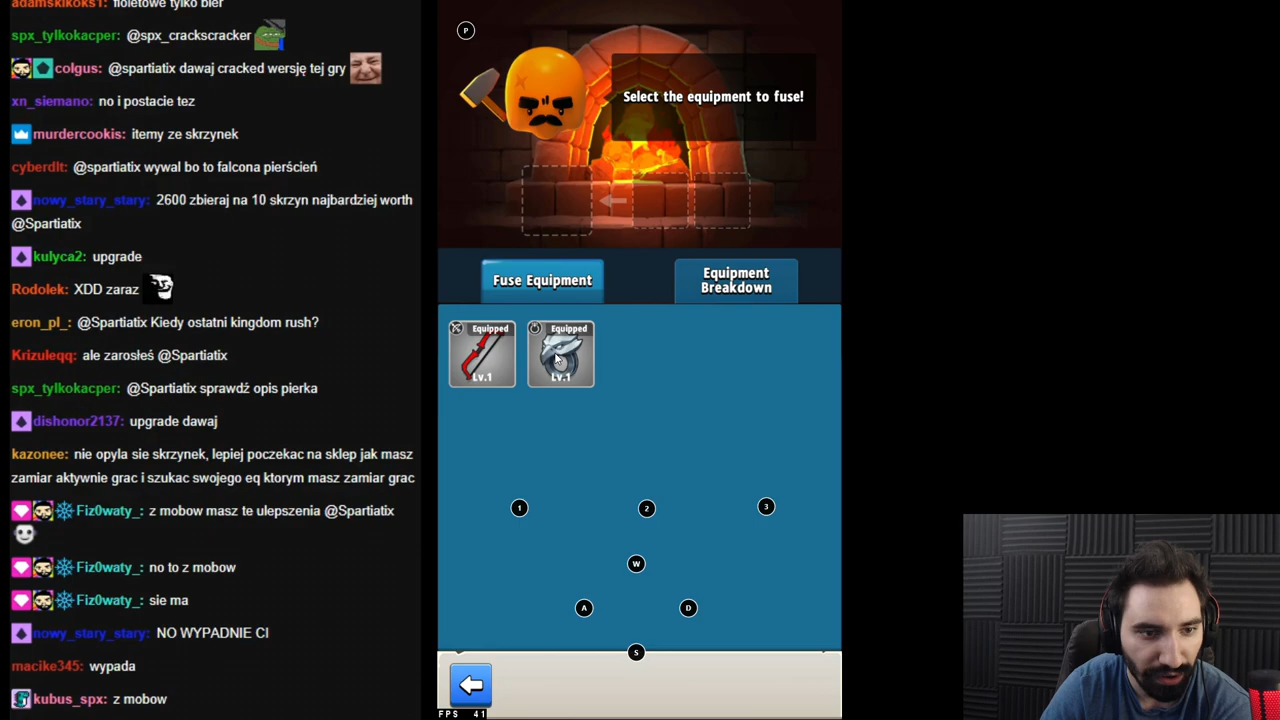 adamskikoks1: fioletowe tylko bier
spx_tylkokacper: @spx_crackscracker
colgus: @spartiatix dawaj cracked wersję tej gry
xn_siemano: no i postacie tez
murdercookis: itemy ze skrzynek
cyberdlt: @spartiatix wywal bo to falcona pierścień
nowy_stary_stary: 2600 zbieraj na 10 skrzyn najbardziej worth
@Spartiatix
kulyca2: upgrade
Rodolek: XDD zaraz
eron_pl_: @Spartiatix Kiedy ostatni kingdom rush?
Krizuleqq: ale zarosłeś @Spartiatix
spx_tylkokacper: @Spartiatix sprawdź opis pierka
dishonor2137: upgrade dawaj
kazonee: nie opyla sie skrzynek, lepiej poczekac na sklep jak masz
zamiar aktywnie grac i szukac swojego eq ktorym masz zamiar grac
Fiz0waty_: z mobow masz te ulepszenia @Spartiatix
Fiz0waty_: no to z mobow
Fiz0waty_: sie ma
nowy_stary_stary: NO WYPADNIE CI
macike345: wypada
kubus_spx: z mobow
P
Select the equipment to fuse!
Fuse Equipment
Equipment
Breakdown
Equipped
Lv.1
Equipped
Lv.1
1
2
3
W
A
D
S
FPS 41